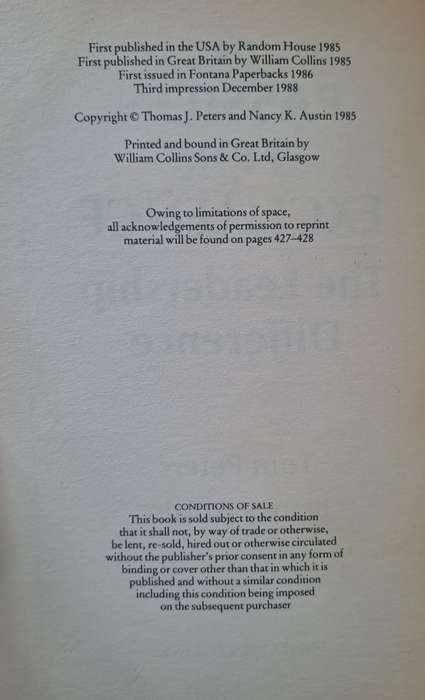 First published in the USA by Random House 1985
First published in Great Britain by William Collins 1985
First issued in Fontana Paperbacks 1986
Third impression December 1988
Copyright © Thomas J. Peters and Nancy K. Austin 1985
Printed and bound in Great Britain by
William Collins Sons & Co. Ltd, Glasgow
Owing to limitations of space,
all acknowledgements of permission to reprint
material will be found on pages 427–428
CONDITIONS OF SALE
This book is sold subject to the condition
that it shall not, by way of trade or otherwise,
be lent, re-sold, hired out or otherwise circulated
without the publisher's prior consent in any form of
binding or cover other than that in which it is
published and without a similar condition
including this condition being imposed
on the subsequent purchaser